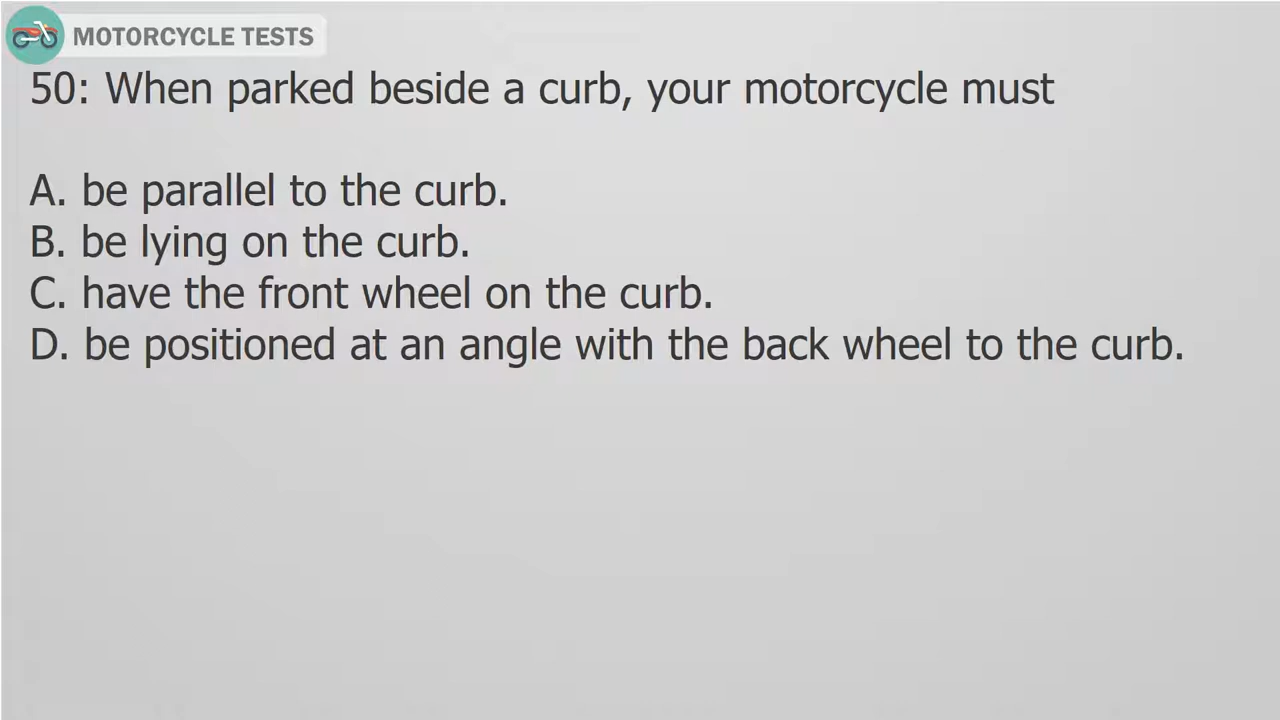 MOTORCYCLE TESTS
50: When parked beside a curb, your motorcycle must
A. be parallel to the curb.
B. be lying on the curb.
C. have the front wheel on the curb.
D. be positioned at an angle with the back wheel to the curb.